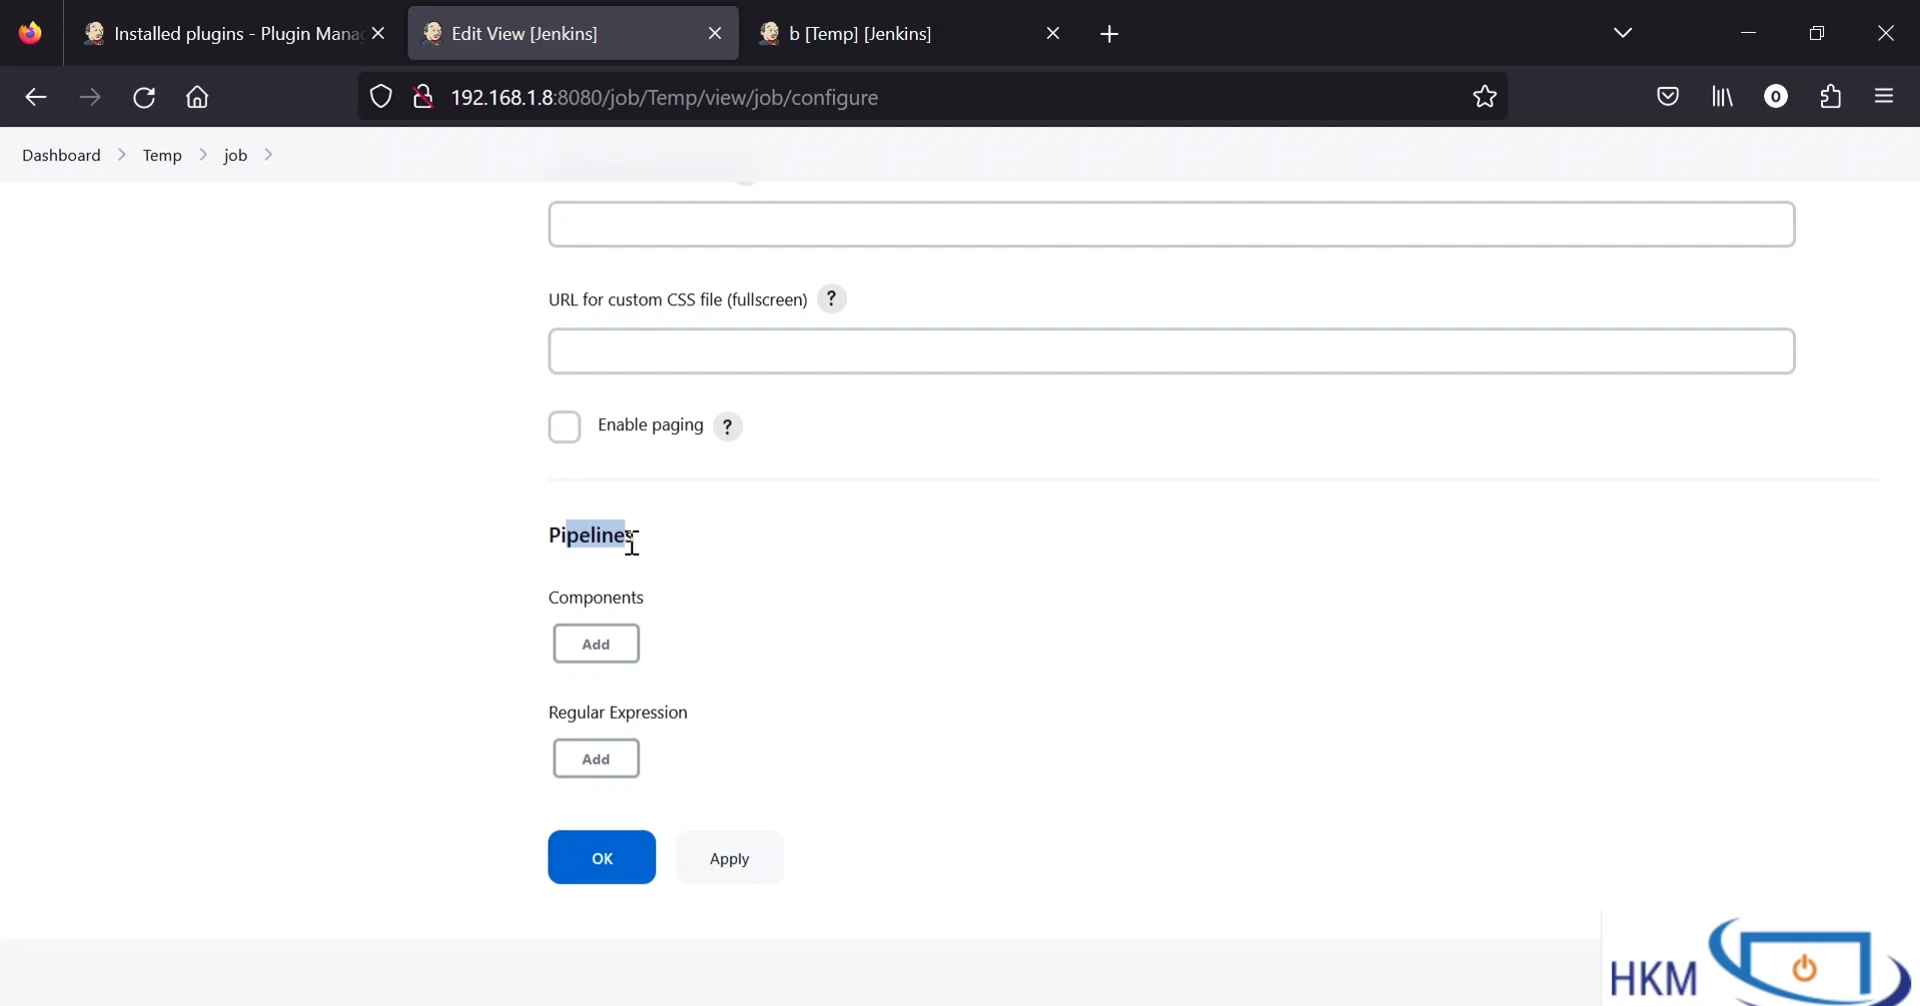 Installed plugins - Plugin Mana
Edit View [Jenkins]
b [Temp] [Jenkins]
192.168.1.8:8080/job/Temp/view/job/configure
Dashboard > Temp > job >
URL for custom CSS file (fullscreen) ?
Enable paging ?
Pipelines
Components
Add
Regular Expression
Add
OK
Apply
HKM